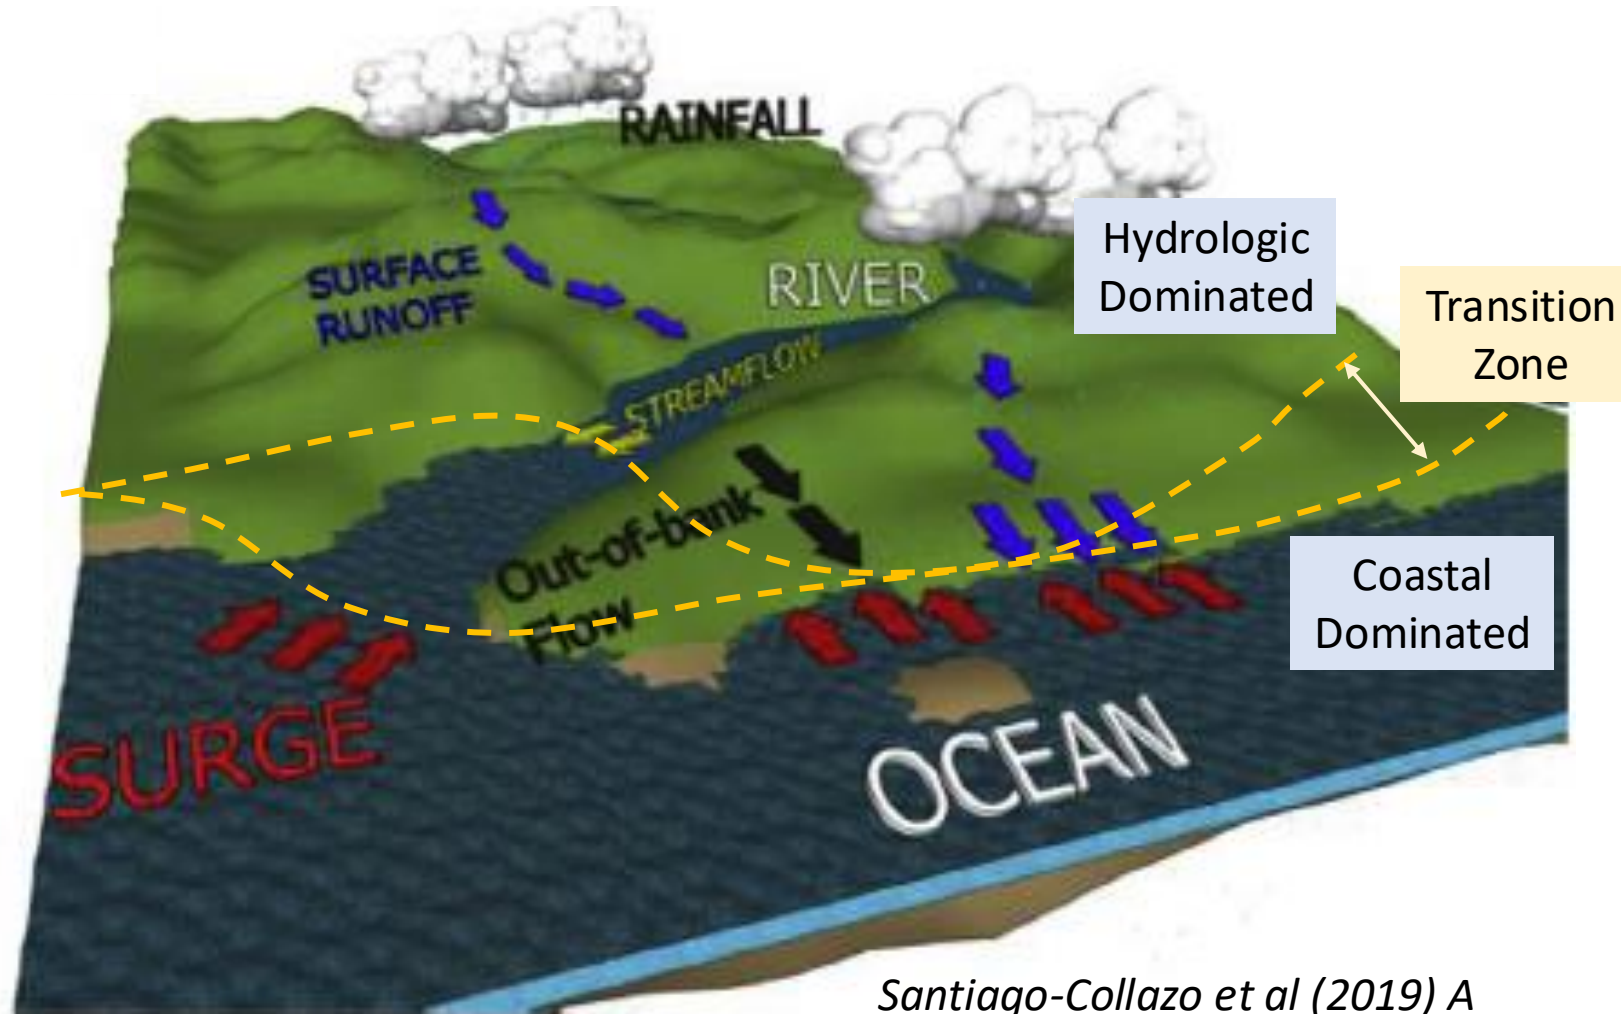 RAINFALL
Hydrologic
Dominated
SURFACE
RUNOFF
RIVER
Transition
Zone
STREAMFLOW
Out-of-bank
Flow
Coastal
Dominated
SURGE
OCEAN
Santiago-Collazo et al (2019) A